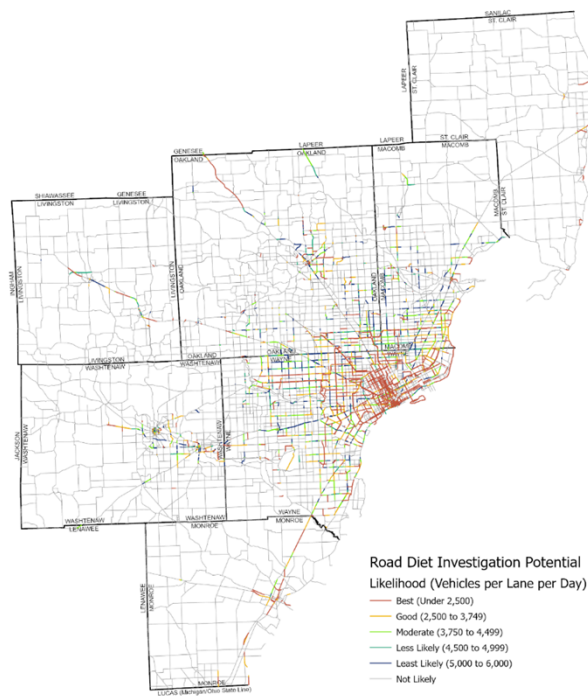 SANILAC
ST. CLAIR
LAPEER
ST. CLAIR
LAPEER
ST. CLAIR
MACOMB
MACOMB
GENESEE
LAPEER
OAKLAND
OAKLAND
SHIAWASSEE
GENESEE
LIVINGSTON
LIVINGSTON
MACOMB
ST. CLAIR
INGHAM
LIVINGSTON
LIVINGSTON
OAKLAND
OAKLAND
MACOMB
LIVINGSTON
OAKLAND
OAKLAND
MACOMB
WASHTENAW
WASHTENAW
WAYNE
WAYNE
JACKSON
WASHTENAW
WASHTENAW
WAYNE
WASHTENAW
WASHTENAW
WAYNE
LENAWEE
MONROE
MONROE
LENAWEE
MONROE
MONROE
LUCAS (Michigan/Ohio State Line)
Road Diet Investigation Potential
Likelihood (Vehicles per Lane per Day)
Best (Under 2,500)
Good (2,500 to 3,749)
Moderate (3,750 to 4,499)
Less Likely (4,500 to 4,999)
Least Likely (5,000 to 6,000)
Not Likely